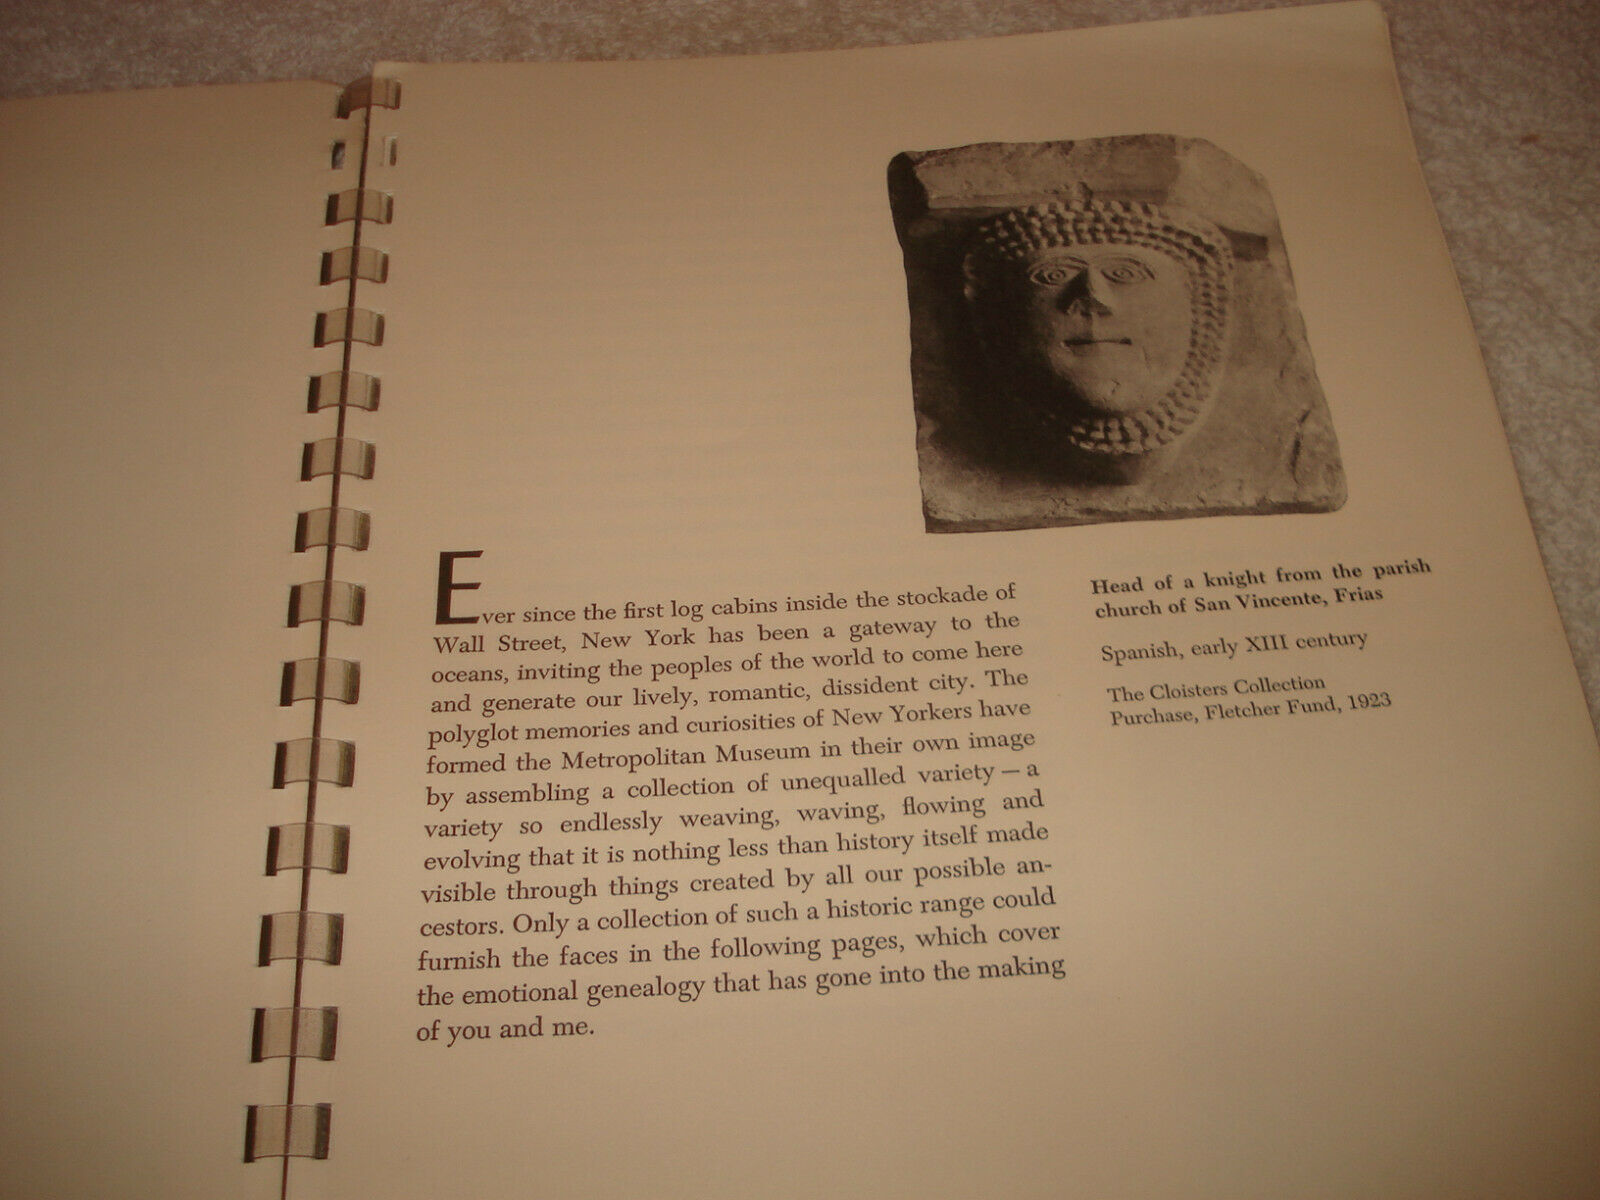 Ever since the first log cabins inside the stockade of
Wall Street, New York has been a gateway to the
oceans, inviting the peoples of the world to come here
and generate our lively, romantic, dissident city. The
polyglot memories and curiosities of New Yorkers have
formed the Metropolitan Museum in their own image
by assembling a collection of unequalled variety — a
variety so endlessly weaving, waving, flowing and
evolving that it is nothing less than history itself made
visible through things created by all our possible an-
cestors. Only a collection of such a historic range could
furnish the faces in the following pages, which cover
the emotional genealogy that has gone into the making
of you and me.
Head of a knight from the parish
church of San Vincente, Frias
Spanish, early XIII century
The Cloisters Collection
Purchase, Fletcher Fund, 1923